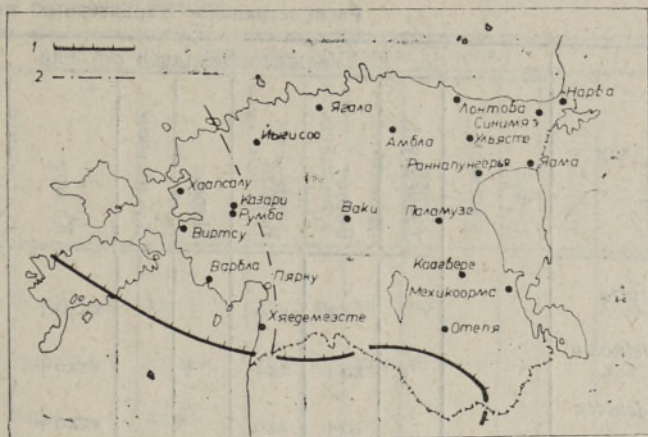 1
2
Нарва
Лонтова
Ягала
Синимяэ
Амбла
Ульясте
Йыгисоо
Раннапунгерья
Яама
Хаапсалу
Казари
Румба
Ваки
Паламузе
Виртсу
Варбла
Пярну
Каагвере
Мехикоорма
Хяедемеэсте
Отепя